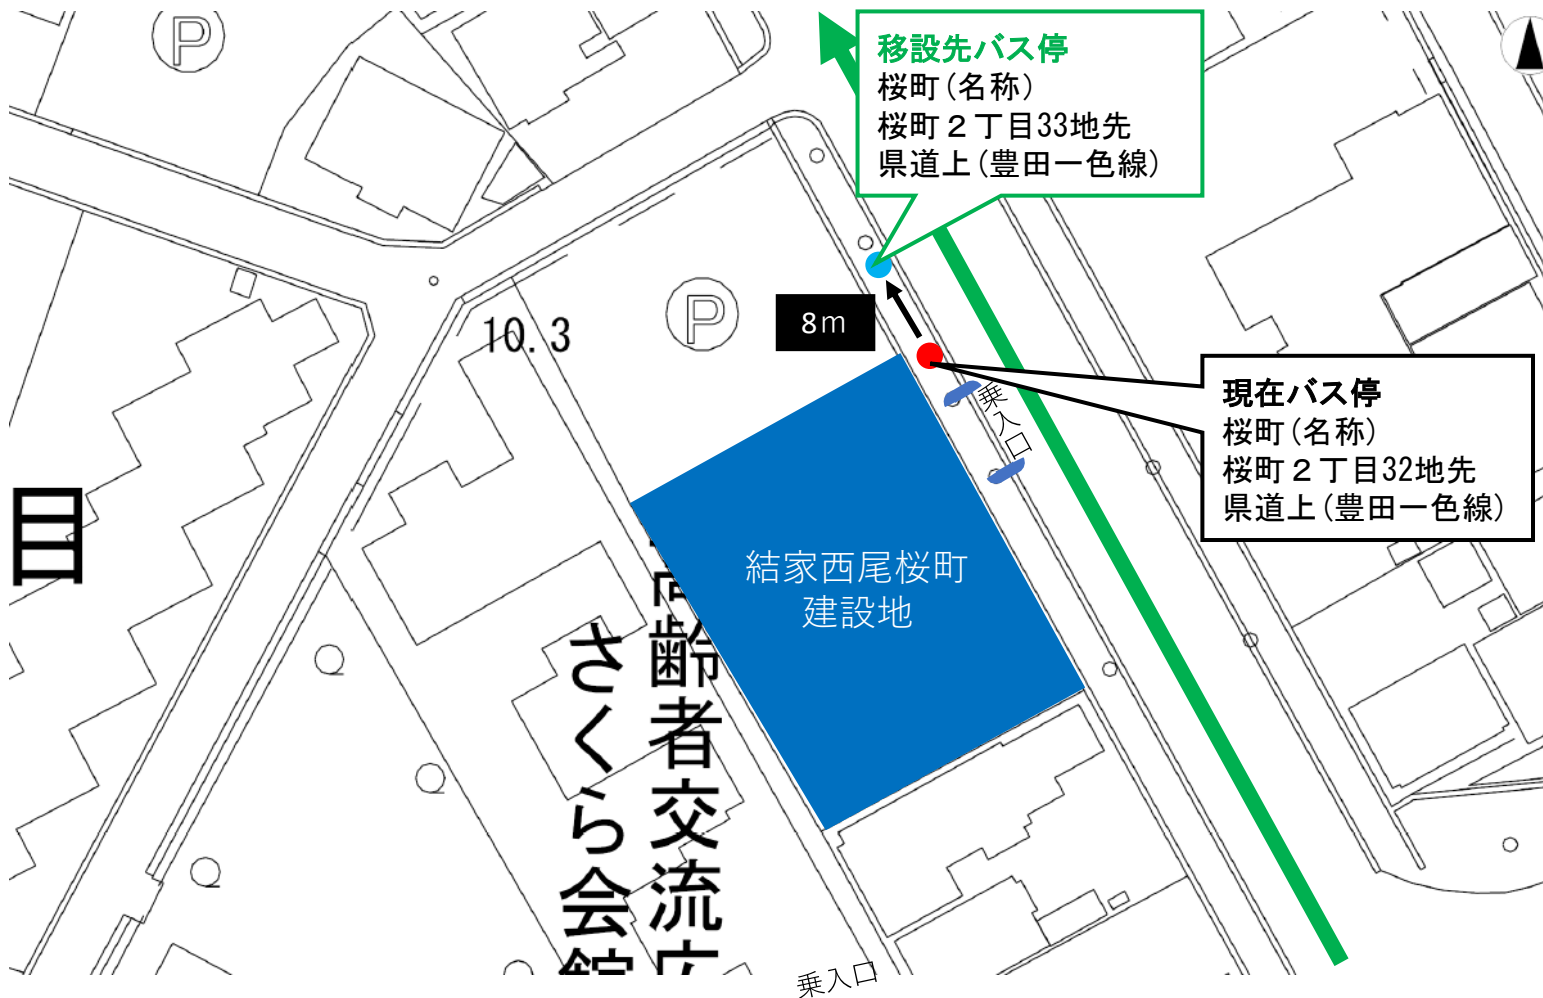 P
移設先バス停
桜町(名称)
桜町２丁目33地先
県道上(豊田一色線)
10.3
P
8m
現在バス停
桜町(名称)
桜町２丁目32地先
県道上(豊田一色線)
乗入口
目
結家西尾桜町
建設地
齢者交流
さくら会館
乗入口